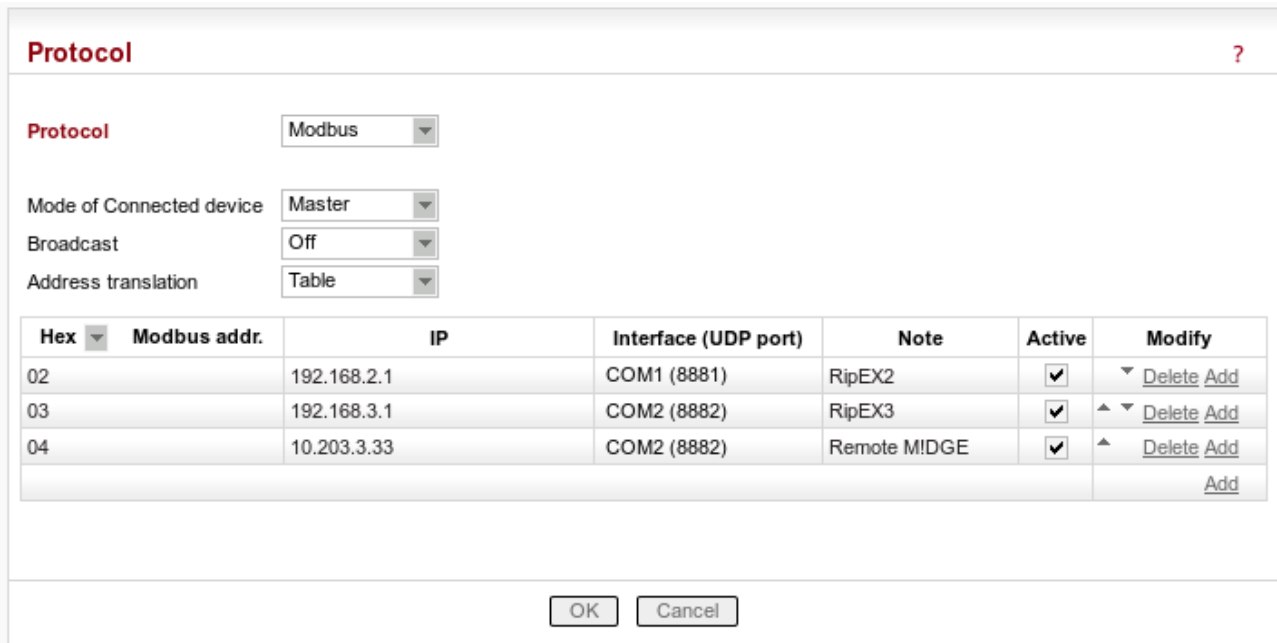 Protocol ?
Protocol Modbus
Mode of Connected device Master
Broadcast Off
Address translation Table
Hex Modbus addr. IP Interface (UDP port) Note Active Modify
02 192.168.2.1 COM1 (8881) RipEX2 Delete Add
03 192.168.3.1 COM2 (8882) RipEX3 Delete Add
04 10.203.3.33 COM2 (8882) Remote M!DGE Delete Add
Add
OK Cancel